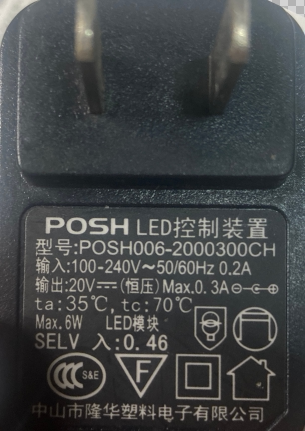 POSH LED控制装置
型号:POSH006-2000300CH
输入:100-240V～50/60Hz 0.2A
输出:20V⎓(恒压) Max.0.3A
ta:35℃, tc:70℃
Max.6W LED模块
SELV 入:0.46
CCC S&E F
中山市隆华塑料电子有限公司